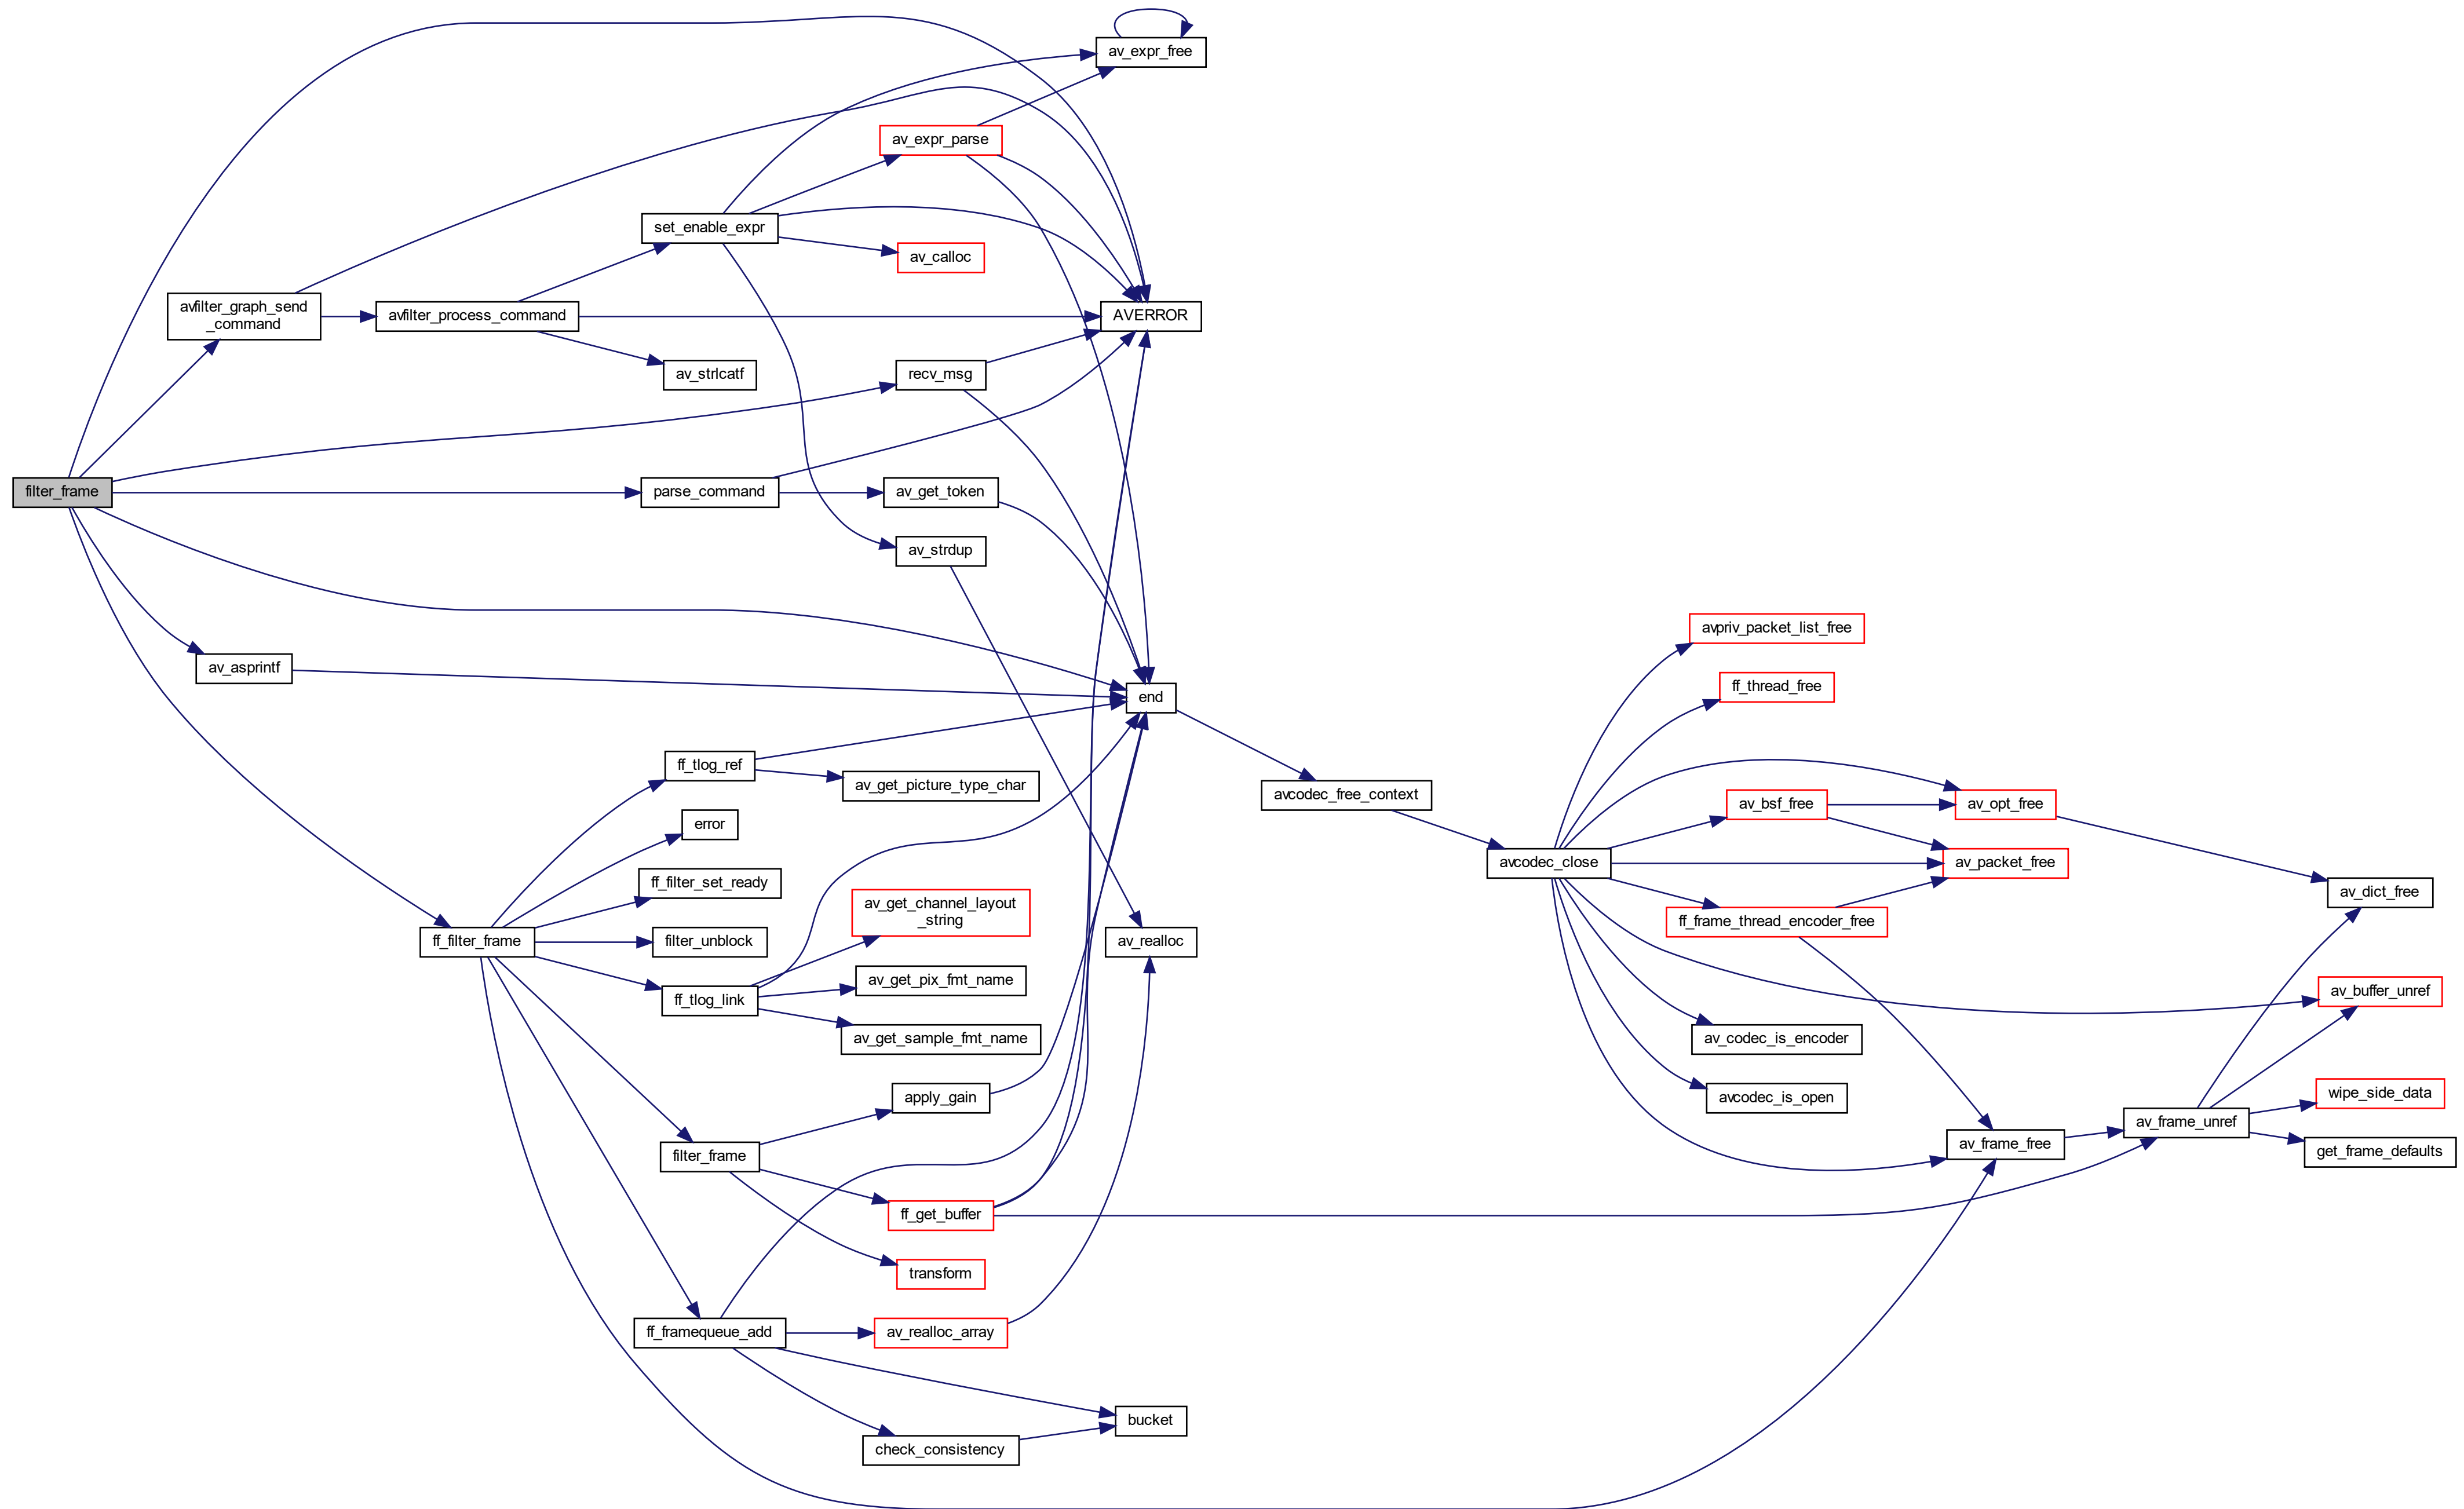 av_expr_free
av_expr_parse
set_enable_expr
av_calloc
avfilter_graph_send
_command
avfilter_process_command
AVERROR
av_strlcatf
recv_msg
filter_frame
parse_command
av_get_token
av_strdup
avpriv_packet_list_free
av_asprintf
ff_thread_free
end
ff_tlog_ref
av_get_picture_type_char
avcodec_free_context
av_bsf_free
av_opt_free
error
avcodec_close
av_packet_free
ff_filter_set_ready
av_dict_free
av_get_channel_layout
_string
ff_frame_thread_encoder_free
ff_filter_frame
filter_unblock
av_realloc
av_get_pix_fmt_name
av_buffer_unref
ff_tlog_link
av_get_sample_fmt_name
av_codec_is_encoder
apply_gain
avcodec_is_open
wipe_side_data
av_frame_unref
av_frame_free
get_frame_defaults
filter_frame
ff_get_buffer
transform
ff_framequeue_add
av_realloc_array
bucket
check_consistency